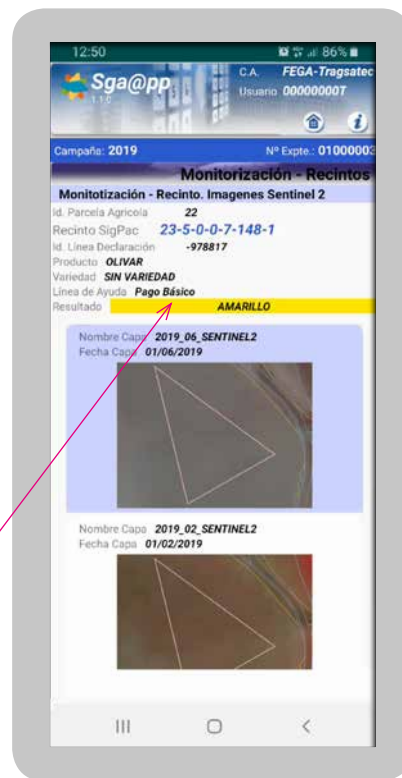 12:50 86%
Sga@pp
1.1.0
C.A. FEGA-Tragsatec
Usuario 00000000T
Campaña: 2019 Nº Expte.: 01000003
Monitorización - Recintos
Monitotización - Recinto. Imagenes Sentinel 2
Id. Parcela Agricola 22
Recinto SigPac 23-5-0-0-7-148-1
Id. Linea Declaración -978817
Producto OLIVAR
Variedad SIN VARIEDAD
Linea de Ayuda Pago Básico
Resultado AMARILLO
Nombre Capa 2019_06_SENTINEL2
Fecha Capa 01/06/2019
Nombre Capa 2019_02_SENTINEL2
Fecha Capa 01/02/2019